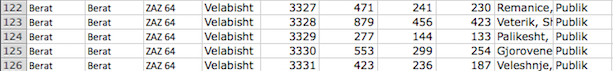 122 Berat Berat ZAZ 64 Velabisht 3327 471 241 230 Remanice, Publik
123 Berat Berat ZAZ 64 Velabisht 3328 879 456 423 Veterik, Sh Publik
124 Berat Berat ZAZ 64 Velabisht 3329 277 144 133 Palikesht, Publik
125 Berat Berat ZAZ 64 Velabisht 3330 553 299 254 Gjorovene Publik
126 Berat Berat ZAZ 64 Velabisht 3331 423 236 187 Veleshnje, Publik